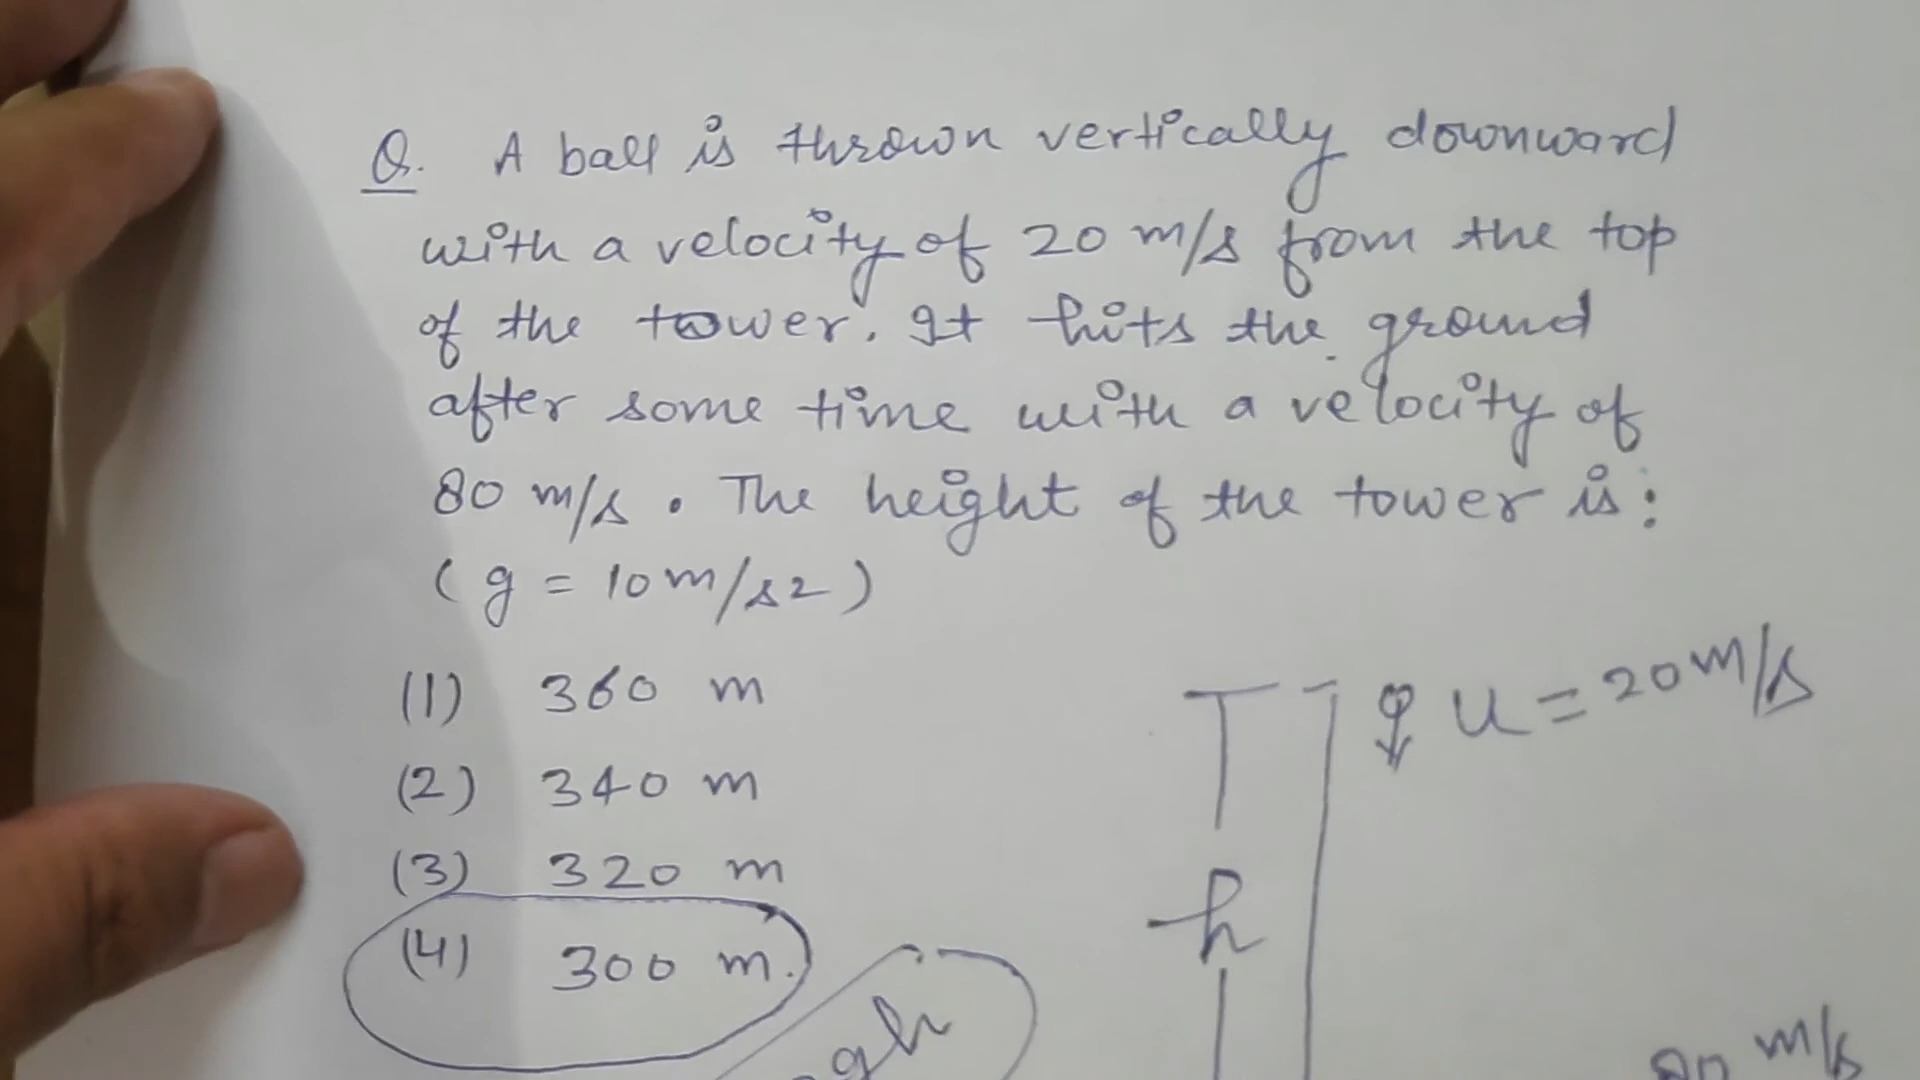 Q. A ball is thrown vertically downward
with a velocity of 20 m/s from the top
of the tower. It hits the ground
after some time with a velocity of
80 m/s. The height of the tower is:
(g = 10 m/s2)
(1) 360 m
(2) 340 m
(3) 320 m
(4) 300 m.
u = 20 m/s
h
80 m/s